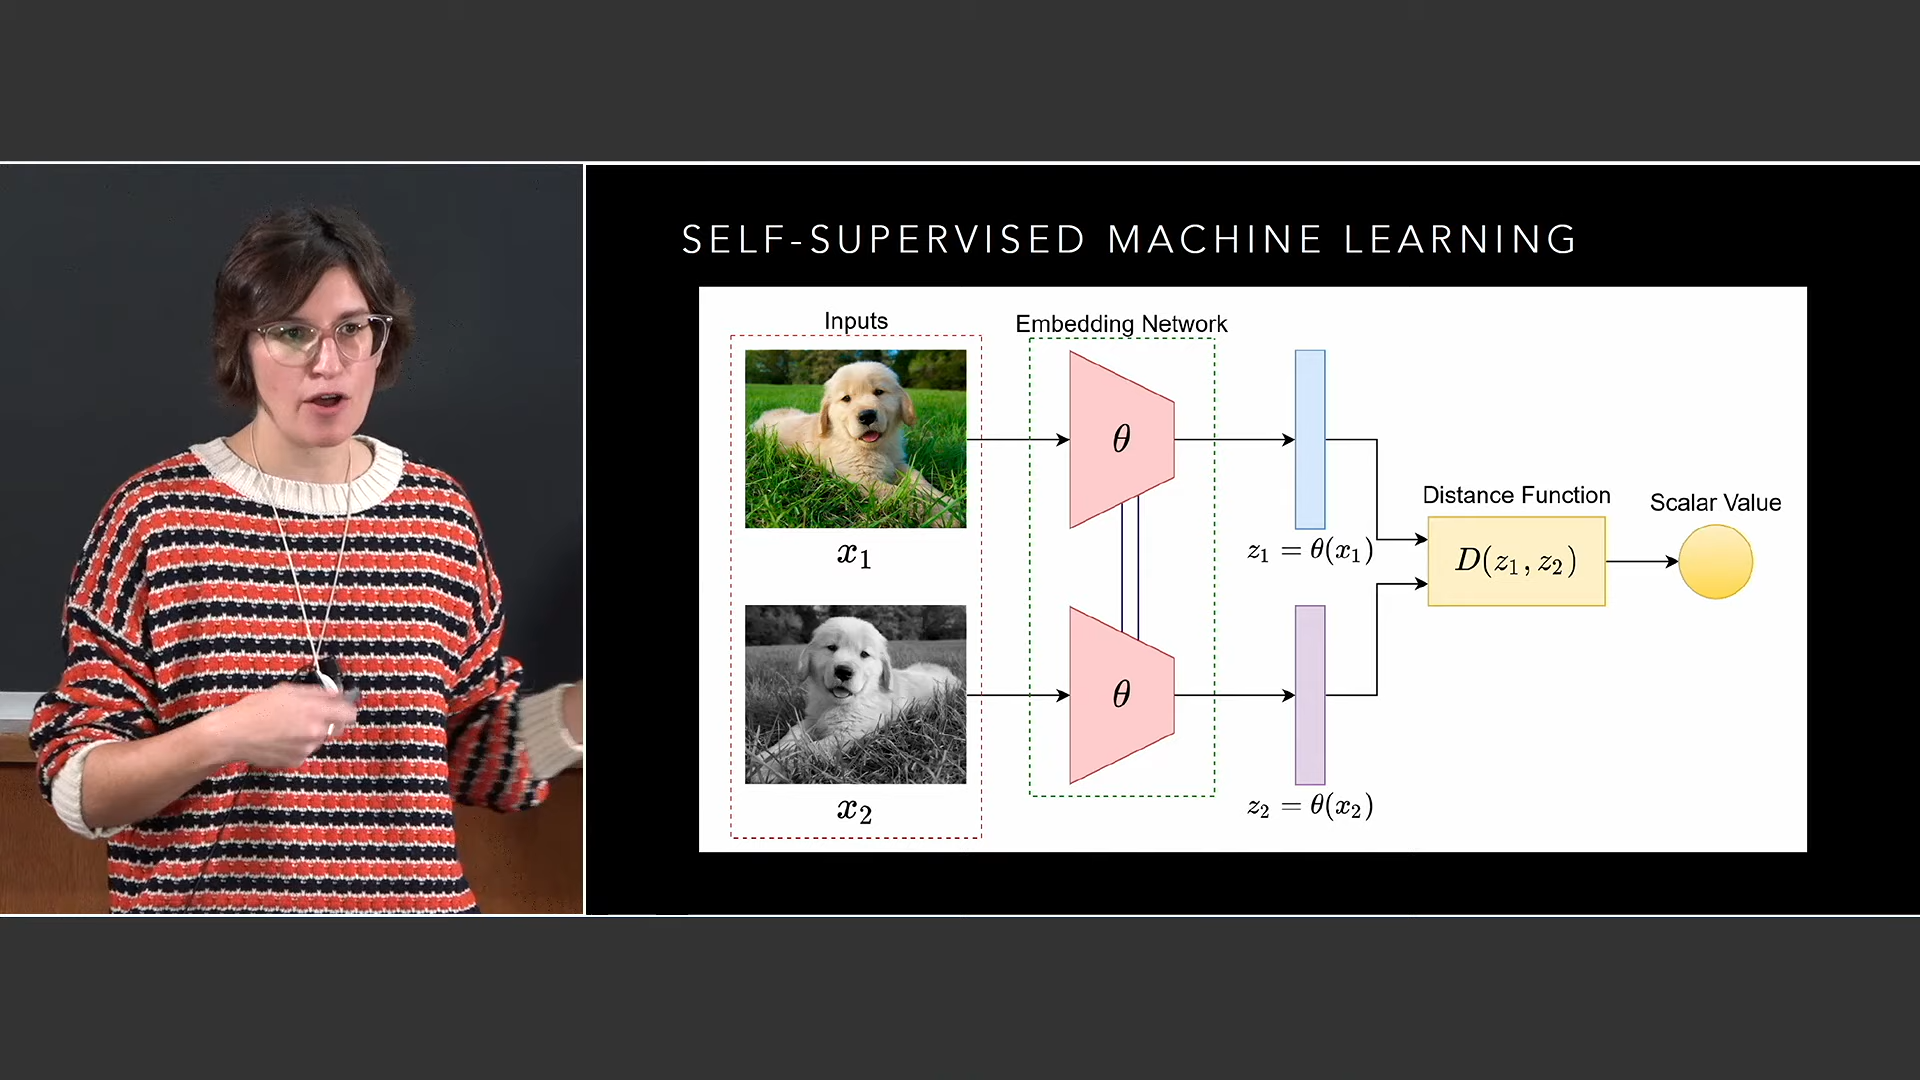 SELF-SUPERVISED MACHINE LEARNING
Inputs
Embedding Network
θ
x₁
z₁ = θ(x₁)
Distance Function
D(z₁, z₂)
Scalar Value
θ
x₂
z₂ = θ(x₂)